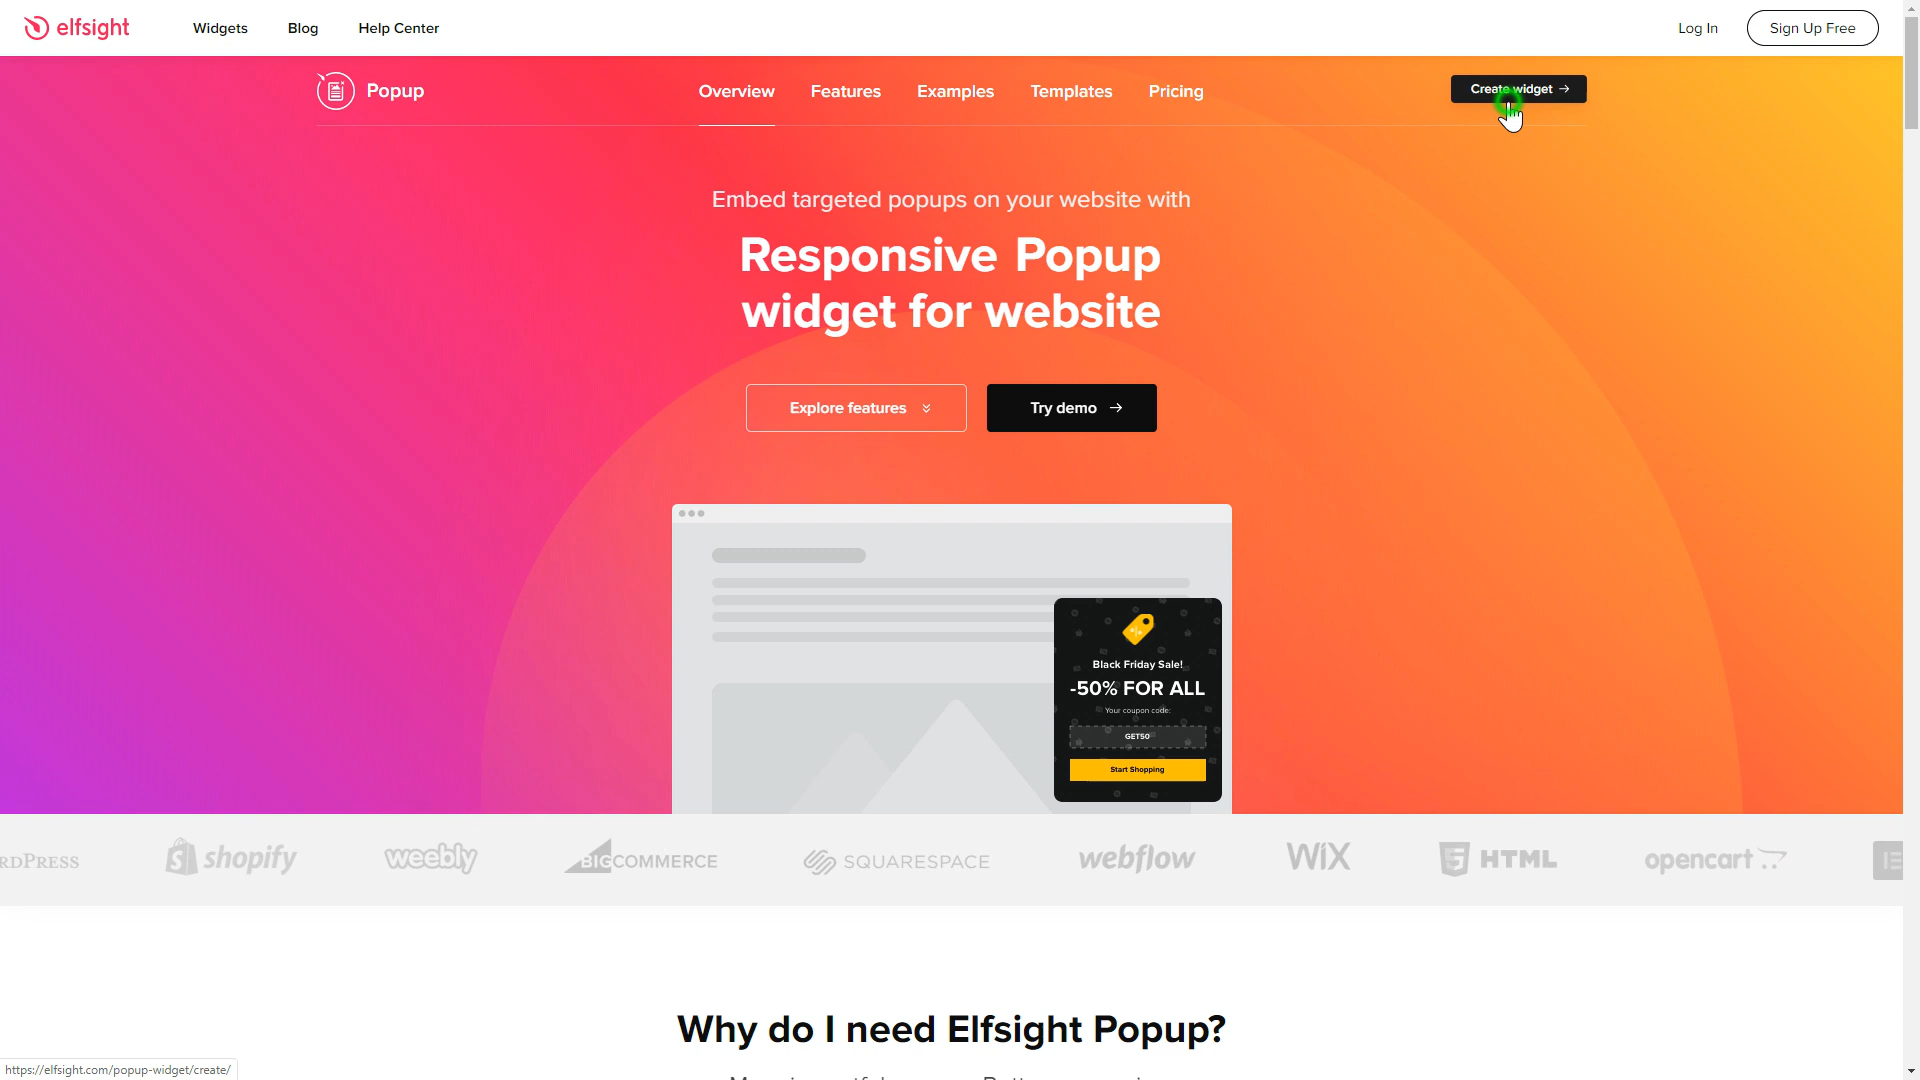 elfsight
Widgets
Blog
Help Center
Log In
Sign Up Free
Popup
Overview
Features
Examples
Templates
Pricing
Create widget
Embed targeted popups on your website with
Responsive Popup
widget for website
Explore features
Try demo
Black Friday Sale!
-50% FOR ALL
Your coupon code:
GET50
Start Shopping
RDPRESS
shopify
weebly
BIGCOMMERCE
SQUARESPACE
webflow
WiX
HTML
opencart
Why do I need Elfsight Popup?
https://elfsight.com/popup-widget/create/